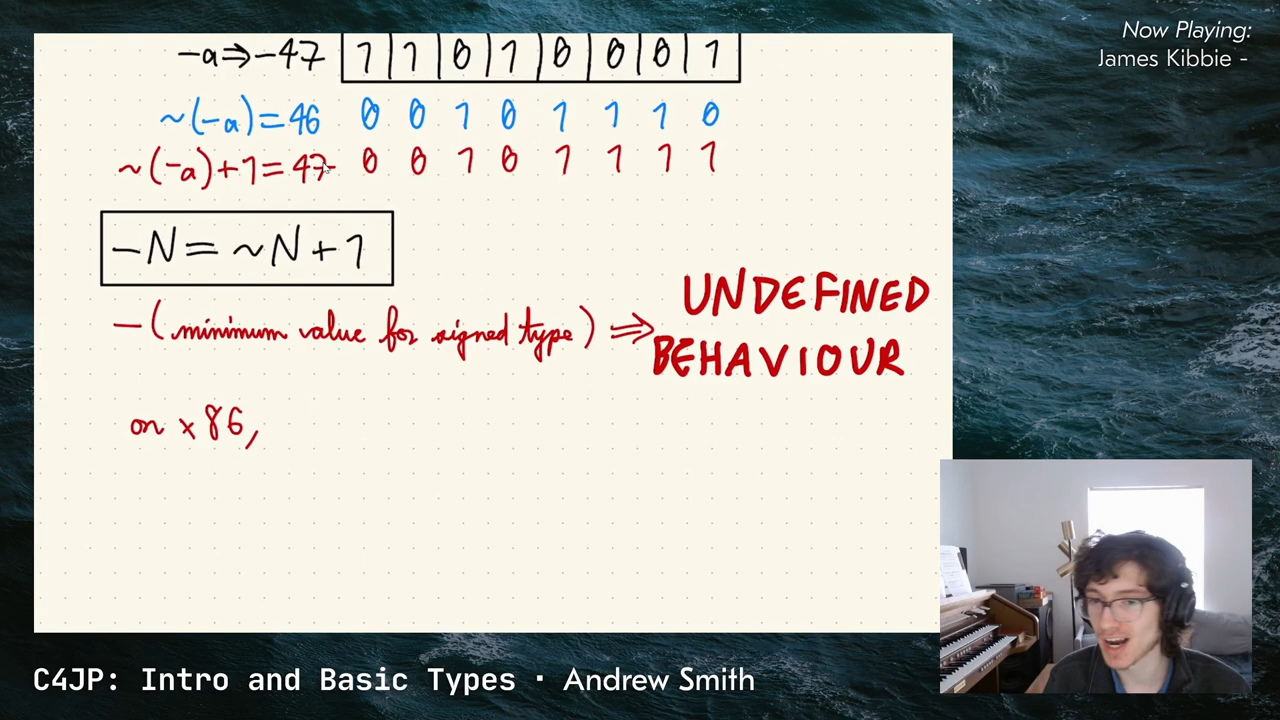 Now Playing:
James Kibbie -
-a⇒-47 1 1 0 1 0 0 0 1
~(-a)=46 0 0 1 0 1 1 1 0
~(-a)+1=47 0 0 1 0 1 1 1 1
-N=~N+1
-(minimum value for signed type) ⇒ UNDEFINED
BEHAVIOUR
on x86,
C4JP: Intro and Basic Types · Andrew Smith